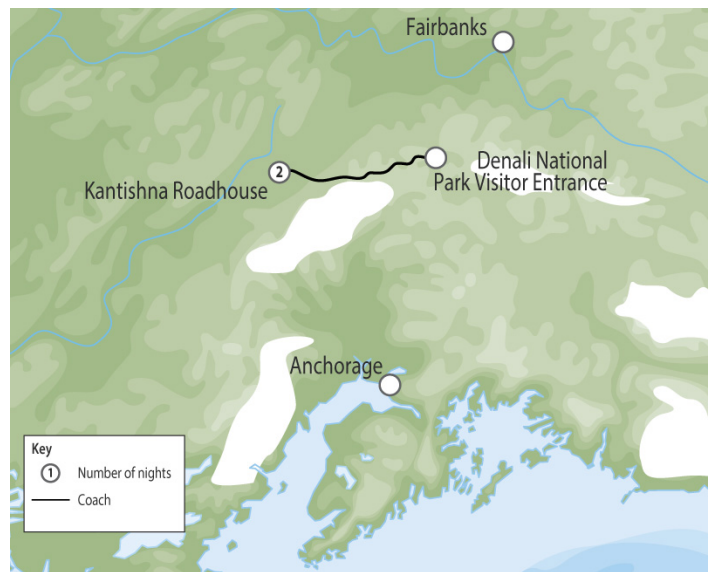 Fairbanks
Denali National
Park Visitor Entrance
2
Kantishna Roadhouse
Anchorage
Key
1 Number of nights
Coach